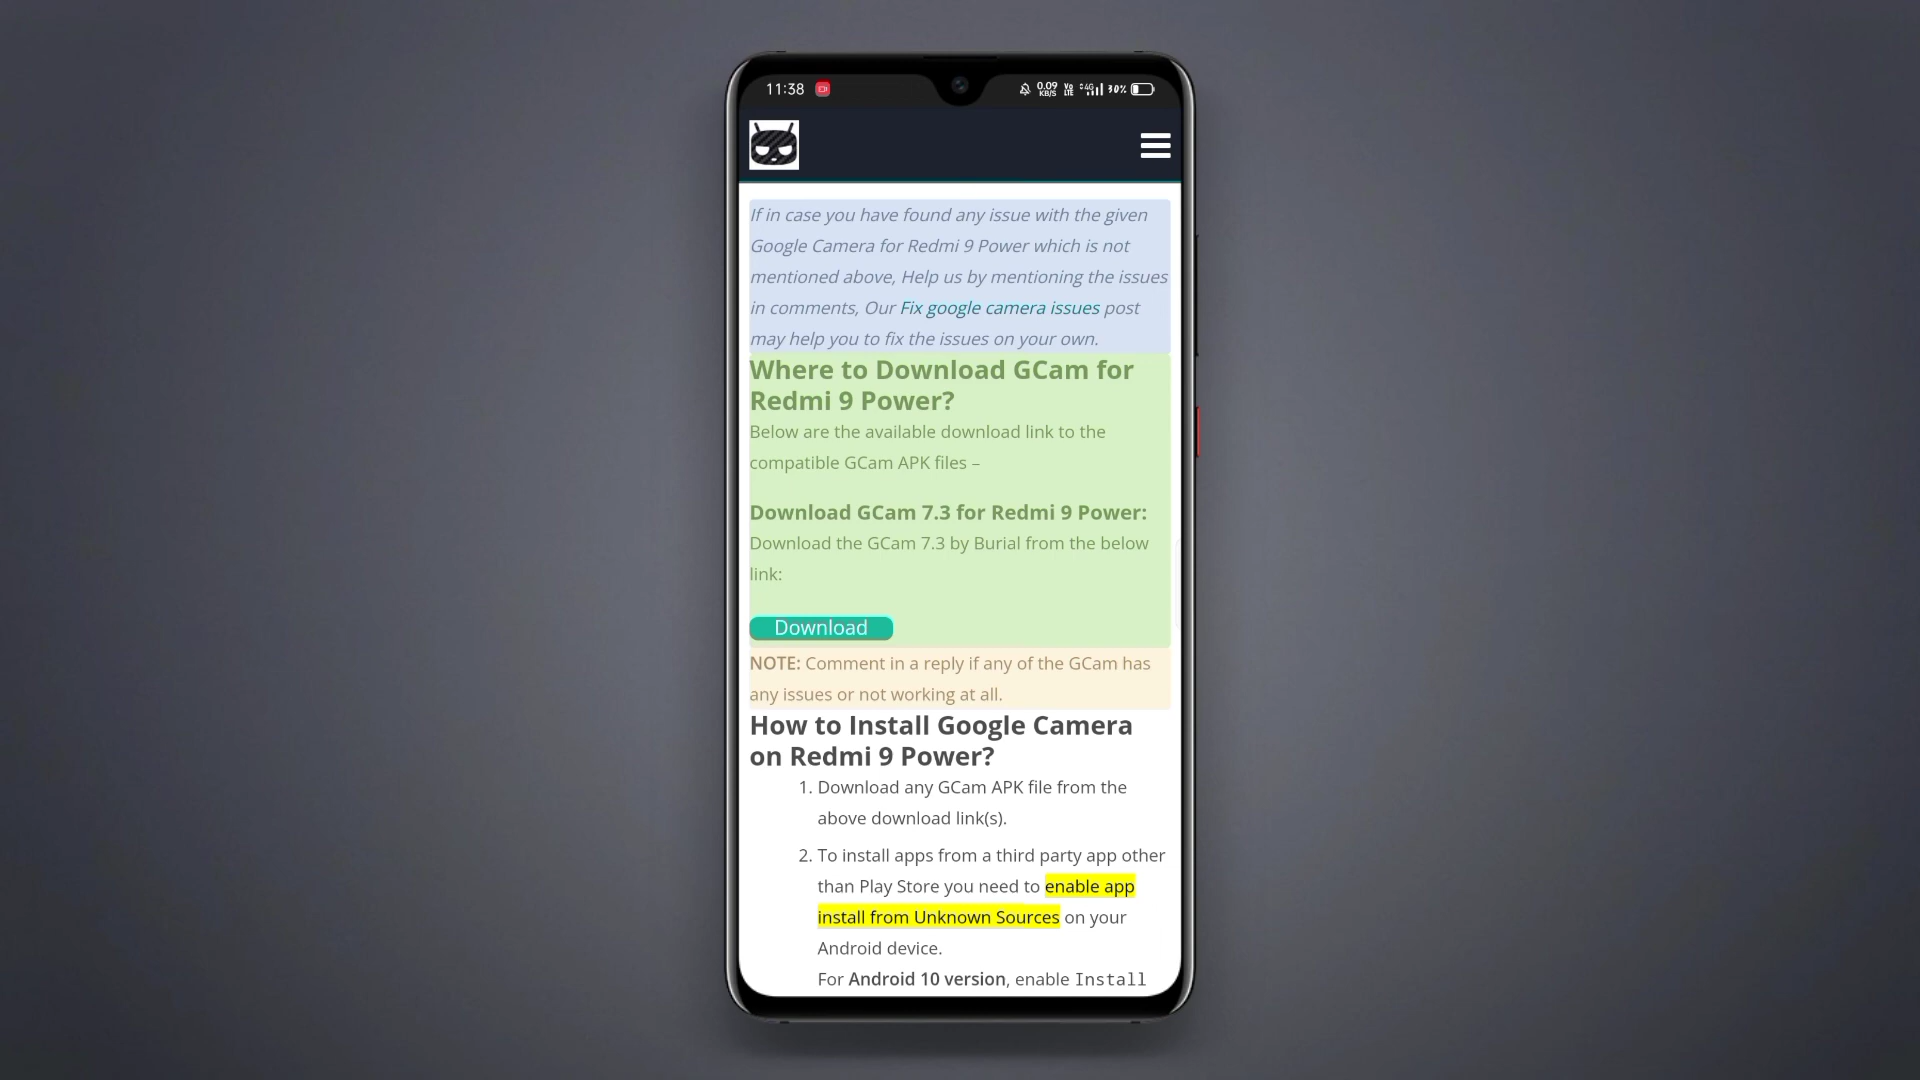 11:38 0.09 KB/S Vo LTE 4G 30%
If in case you have found any issue with the given
Google Camera for Redmi 9 Power which is not
mentioned above, Help us by mentioning the issues
in comments, Our Fix google camera issues post
may help you to fix the issues on your own.
Where to Download GCam for
Redmi 9 Power?
Below are the available download link to the
compatible GCam APK files –
Download GCam 7.3 for Redmi 9 Power:
Download the GCam 7.3 by Burial from the below
link:
Download
NOTE: Comment in a reply if any of the GCam has
any issues or not working at all.
How to Install Google Camera
on Redmi 9 Power?
1. Download any GCam APK file from the
above download link(s).
2. To install apps from a third party app other
than Play Store you need to enable app
install from Unknown Sources on your
Android device.
For Android 10 version, enable Install